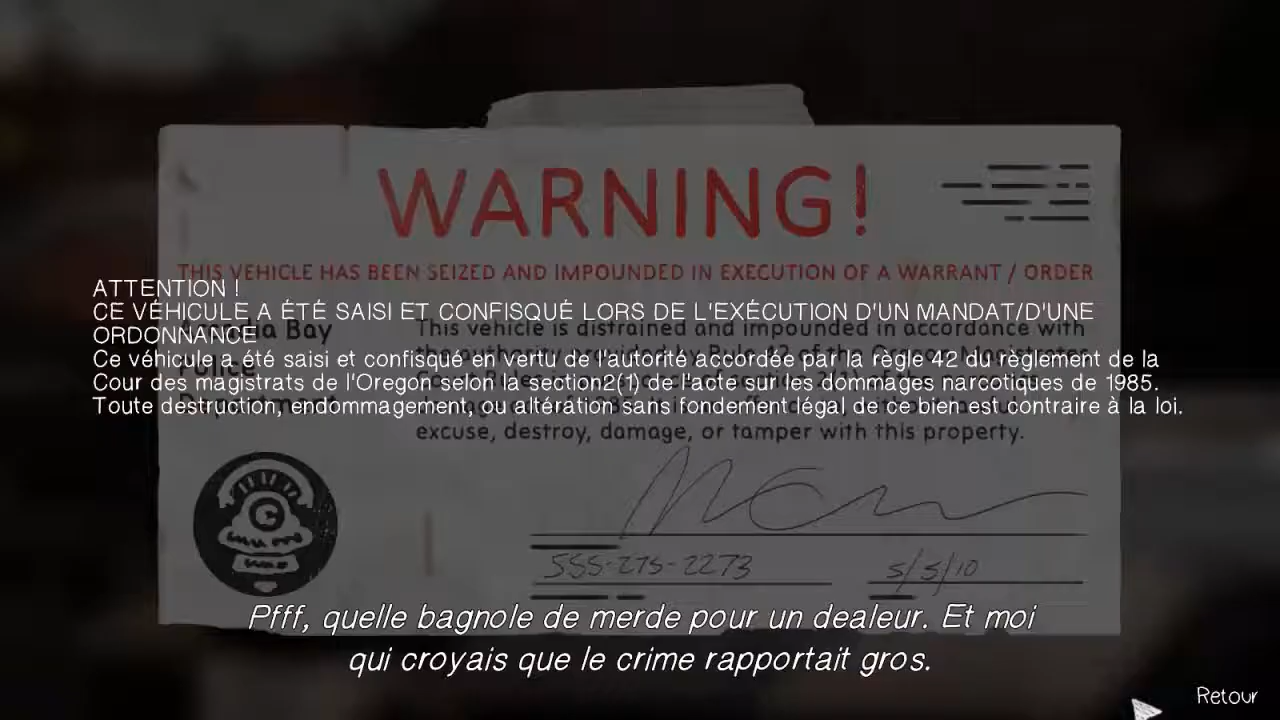 WARNING!
THIS VEHICLE HAS BEEN SEIZED AND IMPOUNDED IN EXECUTION OF A WARRANT / ORDER
ATTENTION !
CE VÉHICULE A ÉTÉ SAISI ET CONFISQUÉ LORS DE L'EXÉCUTION D'UN MANDAT/D'UNE
ORDONNANCE
Ce véhicule a été saisi et confisqué en vertu de l'autorité accordée par la règle 42 du règlement de la
Cour des magistrats de l'Oregon selon la section2(1) de l'acte sur les dommages narcotiques de 1985.
Toute destruction, endommagement, ou altération sans fondement légal de ce bien est contraire à la loi.
Bay
Police
Department
This vehicle is distrained and impounded in accordance with
excuse, destroy, damage, or tamper with this property.
555-275-2273
5/5/10
Pfff, quelle bagnole de merde pour un dealeur. Et moi
qui croyais que le crime rapportait gros.
Retour